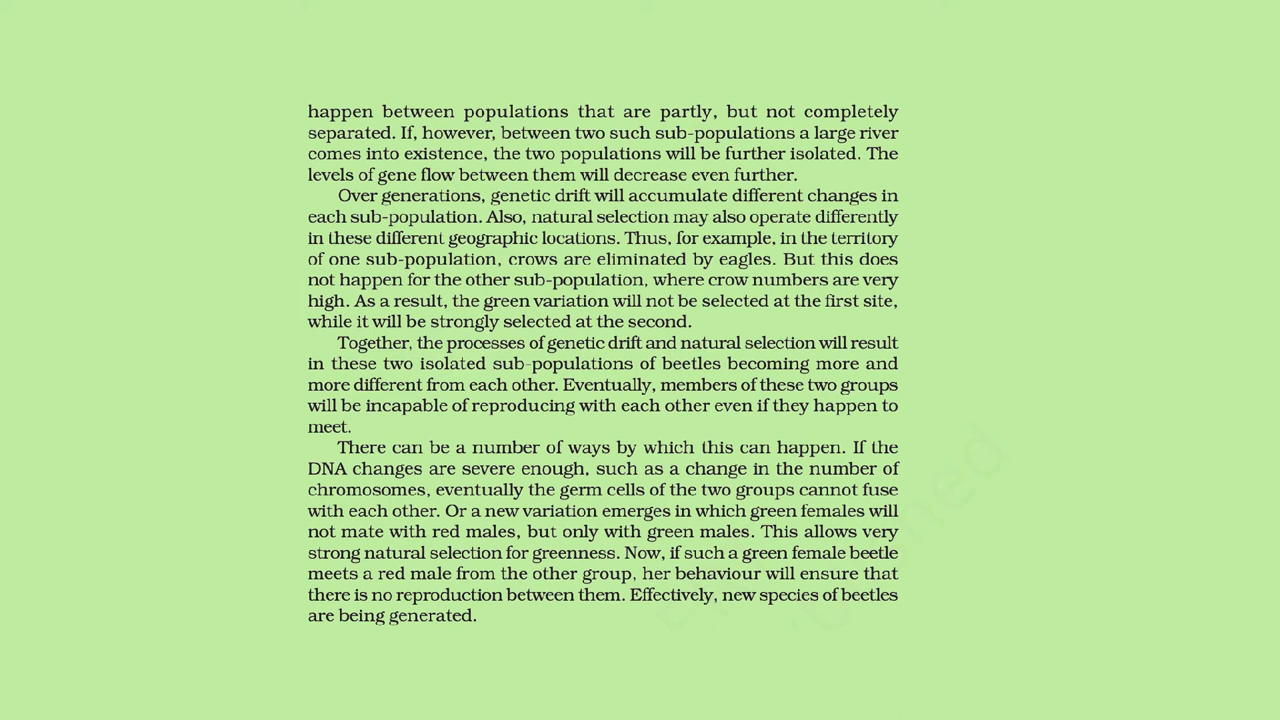 happen between populations that are partly, but not completely
separated. If, however, between two such sub-populations a large river
comes into existence, the two populations will be further isolated. The
levels of gene flow between them will decrease even further.
Over generations, genetic drift will accumulate different changes in
each sub-population. Also, natural selection may also operate differently
in these different geographic locations. Thus, for example, in the territory
of one sub-population, crows are eliminated by eagles. But this does
not happen for the other sub-population, where crow numbers are very
high. As a result, the green variation will not be selected at the first site,
while it will be strongly selected at the second.
Together, the processes of genetic drift and natural selection will result
in these two isolated sub-populations of beetles becoming more and
more different from each other. Eventually, members of these two groups
will be incapable of reproducing with each other even if they happen to
meet.
There can be a number of ways by which this can happen. If the
DNA changes are severe enough, such as a change in the number of
chromosomes, eventually the germ cells of the two groups cannot fuse
with each other. Or a new variation emerges in which green females will
not mate with red males, but only with green males. This allows very
strong natural selection for greenness. Now, if such a green female beetle
meets a red male from the other group, her behaviour will ensure that
there is no reproduction between them. Effectively, new species of beetles
are being generated.